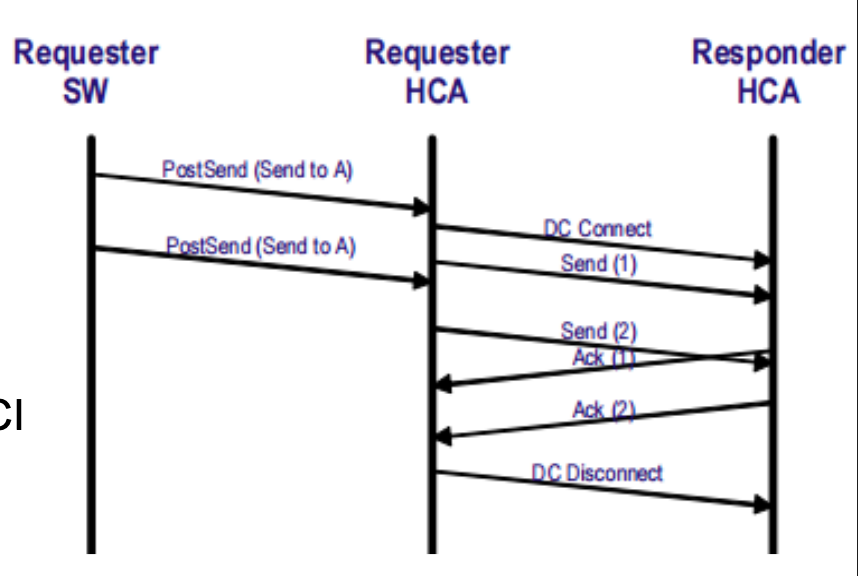 Requester
SW
Requester
HCA
Responder
HCA
PostSend (Send to A)
DC Connect
PostSend (Send to A)
Send (1)
Send (2)
Ack (1)
CI
Ack (2)
DC Disconnect